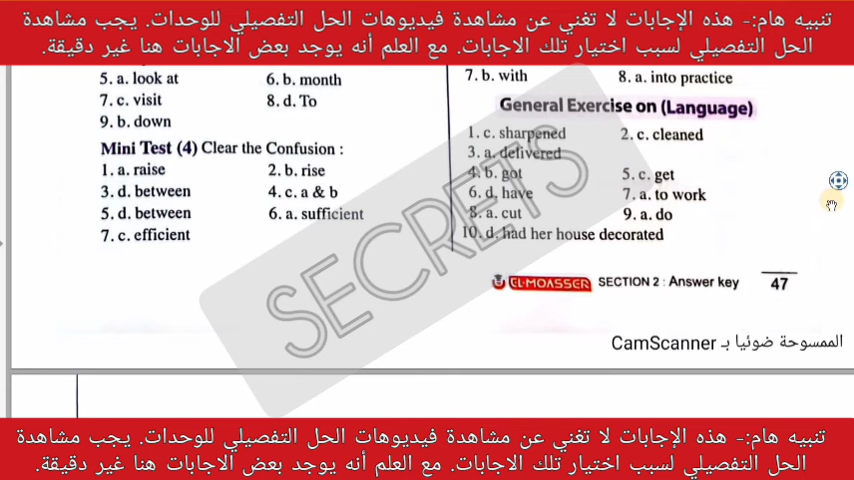 تنبيه هام:- هذه الإجابات لا تغني عن مشاهدة فيديوهات الحل التفصيلي للوحدات. يجب مشاهدة
الحل التفصيلي لسبب اختيار تلك الاجابات. مع العلم أنه يوجد بعض الاجابات هنا غير دقيقة.
5. a. look at 6. b. month
7. c. visit 8. d. To
9. b. down
Mini Test (4) Clear the Confusion :
1. a. raise 2. b. rise
3. d. between 4. c. a & b
5. d. between 6. a. sufficient
7. c. efficient
7. b. with 8. a. into practice
General Exercise on (Language)
1. c. sharpened 2. c. cleaned
3. a. delivered
4. b. got 5. c. get
6. d. have 7. a. to work
8. a. cut 9. a. do
10. d. had her house decorated
SECRETS
EL-MOASSER SECTION 2 : Answer key 47
الممسوحة ضوئيا بـ CamScanner
تنبيه هام:- هذه الإجابات لا تغني عن مشاهدة فيديوهات الحل التفصيلي للوحدات. يجب مشاهدة
الحل التفصيلي لسبب اختيار تلك الاجابات. مع العلم أنه يوجد بعض الاجابات هنا غير دقيقة.